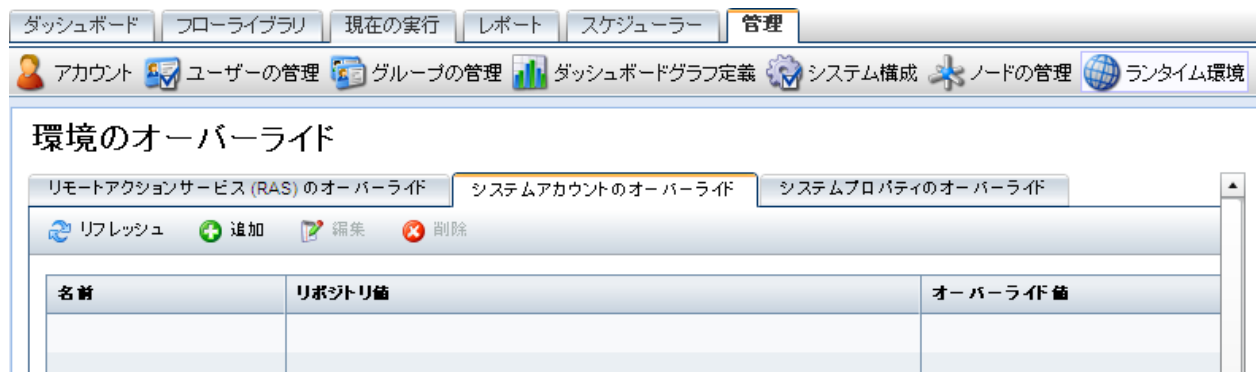 ダッシュボード フローライブラリ 現在の実行 レポート スケジューラー 管理
アカウント ユーザーの管理 グループの管理 ダッシュボードグラフ定義 システム構成 ノードの管理 ランタイム環境
環境のオーバーライド
リモートアクションサービス (RAS) のオーバーライド システムアカウントのオーバーライド システムプロパティのオーバーライド
リフレッシュ 追加 編集 削除
名前 リポジトリ値 オーバーライド値